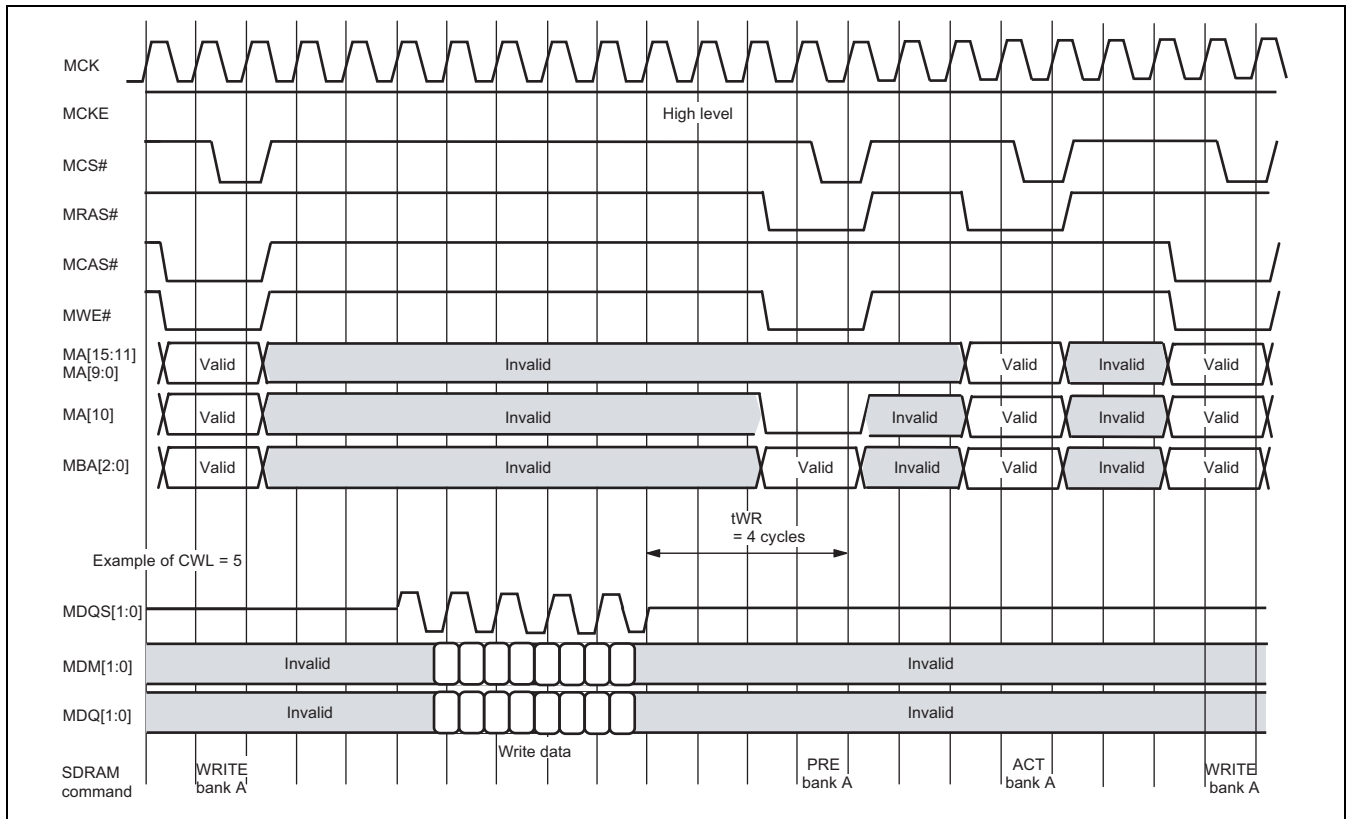 MCK
MCKE
High level
MCS#
MRAS#
MCAS#
MWE#
MA[15:11]
MA[9:0]
Valid Invalid Valid Invalid Valid
MA[10]
Valid Invalid Invalid Valid Invalid Valid
MBA[2:0]
Valid Invalid Valid Invalid Valid Invalid Valid
tWR
= 4 cycles
Example of CWL = 5
MDQS[1:0]
MDM[1:0]
Invalid Invalid
MDQ[1:0]
Invalid Invalid
Write data
SDRAM
command
WRITE
bank A
PRE
bank A
ACT
bank A
WRITE
bank A